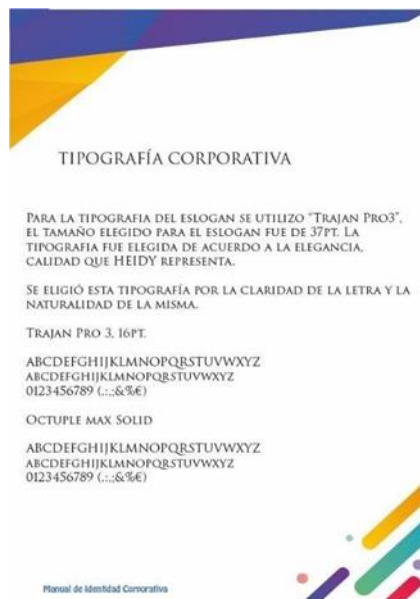 TIPOGRAFÍA CORPORATIVA
PARA LA TIPOGRAFIA DEL ESLOGAN SE UTILIZO “TRAJAN PRO3”,
EL TAMAÑO ELEGIDO PARA EL ESLOGAN FUE DE 37PT. LA
TIPOGRAFIA FUE ELEGIDA DE ACUERDO A LA ELEGANCIA,
CALIDAD QUE HEIDY REPRESENTA.
SE ELIGIÓ ESTA TIPOGRAFÍA POR LA CLARIDAD DE LA LETRA Y LA
NATURALIDAD DE LA MISMA.
TRAJAN PRO 3, 16PT.
ABCDEFGHIJKLMNOPQRSTUVWXYZ
ABCDEFGHIJKLMNOPQRSTUVWXYZ
0123456789 (.:,;&%€)
OCTUPLE MAX SOLID
ABCDEFGHIJKLMNOPQRSTUVWXYZ
ABCDEFGHIJKLMNOPQRSTUVWXYZ
0123456789 (.:,;&%€)
Manual de Identidad Corporativa